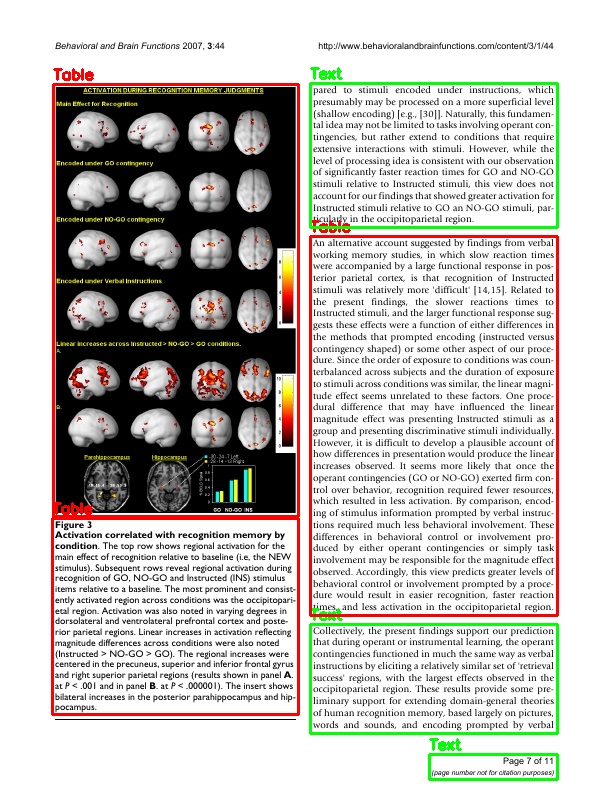 Behavioral and Brain Functions 2007, 3:44
http://www.behavioralandbrainfunctions.com/content/3/1/44
Table
ACTIVATION DURING RECOGNITION MEMORY JUDGMENTS
Main Effect for Recognition
Encoded under GO contingency
Encoded under NO-GO contingency
Encoded under Verbal Instructions
Linear increases across Instructed > NO-GO > GO conditions.
A.
B.
Parahippocampus
Hippocampus
GO NO-GO INS
Table
Figure 3
Activation correlated with recognition memory by
condition. The top row shows regional activation for the
main effect of recognition relative to baseline (i.e, the NEW
stimulus). Subsequent rows reveal regional activation during
recognition of GO, NO-GO and Instructed (INS) stimulus
items relative to a baseline. The most prominent and consist-
ently activated region across conditions was the occipitopari-
etal region. Activation was also noted in varying degrees in
dorsolateral and ventrolateral prefrontal cortex and poste-
rior parietal regions. Linear increases in activation reflecting
magnitude differences across conditions were also noted
(Instructed > NO-GO > GO). The regional increases were
centered in the precuneus, superior and inferior frontal gyrus
and right superior parietal regions (results shown in panel A.
at P < .001 and in panel B. at P < .000001). The insert shows
bilateral increases in the posterior parahippocampus and hip-
pocampus.
Text
pared to stimuli encoded under instructions, which
presumably may be processed on a more superficial level
(shallow encoding) [e.g., [30]]. Naturally, this fundamen-
tal idea may not be limited to tasks involving operant con-
tingencies, but rather extend to conditions that require
extensive interactions with stimuli. However, while the
level of processing idea is consistent with our observation
of significantly faster reaction times for GO and NO-GO
stimuli relative to Instructed stimuli, this view does not
account for our findings that showed greater activation for
Instructed stimuli relative to GO an NO-GO stimuli, par-
ticularly in the occipitoparietal region.
Table
An alternative account suggested by findings from verbal
working memory studies, in which slow reaction times
were accompanied by a large functional response in pos-
terior parietal cortex, is that recognition of Instructed
stimuli was relatively more 'difficult' [14,15]. Related to
the present findings, the slower reactions times to
Instructed stimuli, and the larger functional response sug-
gests these effects were a function of either differences in
the methods that prompted encoding (instructed versus
contingency shaped) or some other aspect of our proce-
dure. Since the order of exposure to conditions was coun-
terbalanced across subjects and the duration of exposure
to stimuli across conditions was similar, the linear magni-
tude effect seems unrelated to these factors. One proce-
dural difference that may have influenced the linear
magnitude effect was presenting Instructed stimuli as a
group and presenting discriminative stimuli individually.
However, it is difficult to develop a plausible account of
how differences in presentation would produce the linear
increases observed. It seems more likely that once the
operant contingencies (GO or NO-GO) exerted firm con-
trol over behavior, recognition required fewer resources,
which resulted in less activation. By comparison, encod-
ing of stimulus information prompted by verbal instruc-
tions required much less behavioral involvement. These
differences in behavioral control or involvement pro-
duced by either operant contingencies or simply task
involvement may be responsible for the magnitude effect
observed. Accordingly, this view predicts greater levels of
behavioral control or involvement prompted by a proce-
dure would result in easier recognition, faster reaction
times, and less activation in the occipitoparietal region.
Text
Collectively, the present findings support our prediction
that during operant or instrumental learning, the operant
contingencies functioned in much the same way as verbal
instructions by eliciting a relatively similar set of 'retrieval
success' regions, with the largest effects observed in the
occipitoparietal region. These results provide some pre-
liminary support for extending domain-general theories
of human recognition memory, based largely on pictures,
words and sounds, and encoding prompted by verbal
Text
Page 7 of 11
(page number not for citation purposes)